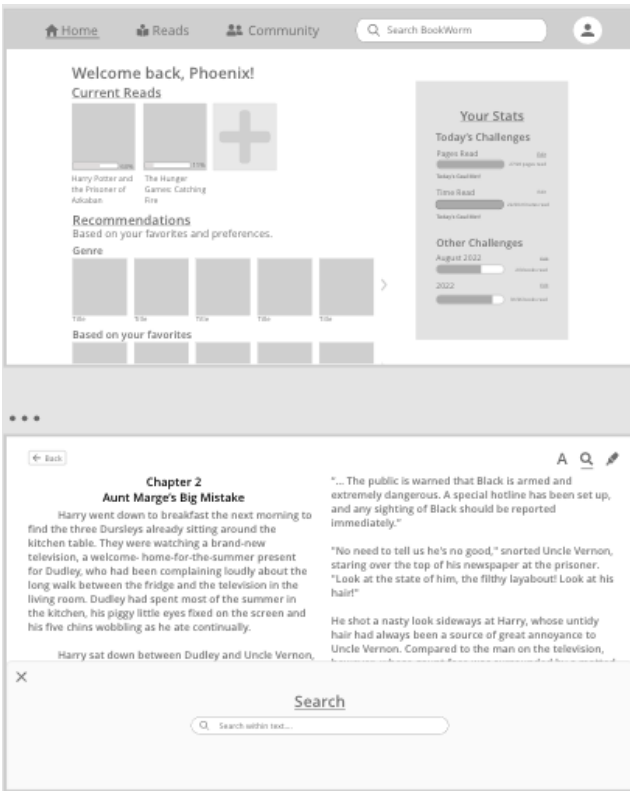 Home
Reads
Community
Search BookWorm
Welcome back, Phoenix!
Current Reads
Harry Potter and
the Prisoner of
Azkaban
The Hunger
Games: Catching
Fire
Recommendations
Based on your favorites and preferences.
Genre
Title
Title
Title
Title
Title
Based on your favorites
Your Stats
Today's Challenges
Pages Read
Edit
Today's Goal Met!
Time Read
Today's Goal Met!
Other Challenges
August 2022
2022
Edit
Back
Chapter 2
Aunt Marge's Big Mistake
Harry went down to breakfast the next morning to
find the three Dursleys already sitting around the
kitchen table. They were watching a brand-new
television, a welcome- home-for-the-summer present
for Dudley, who had been complaining loudly about the
long walk between the fridge and the television in the
living room. Dudley had spent most of the summer in
the kitchen, his piggy little eyes fixed on the screen and
his five chins wobbling as he ate continually.
Harry sat down between Dudley and Uncle Vernon,
"... The public is warned that Black is armed and
extremely dangerous. A special hotline has been set up,
and any sighting of Black should be reported
immediately."
"No need to tell us he's no good," snorted Uncle Vernon,
staring over the top of his newspaper at the prisoner.
"Look at the state of him, the filthy layabout! Look at his
hair!"
He shot a nasty look sideways at Harry, whose untidy
hair had always been a source of great annoyance to
Uncle Vernon. Compared to the man on the television,
Search
Search within text...